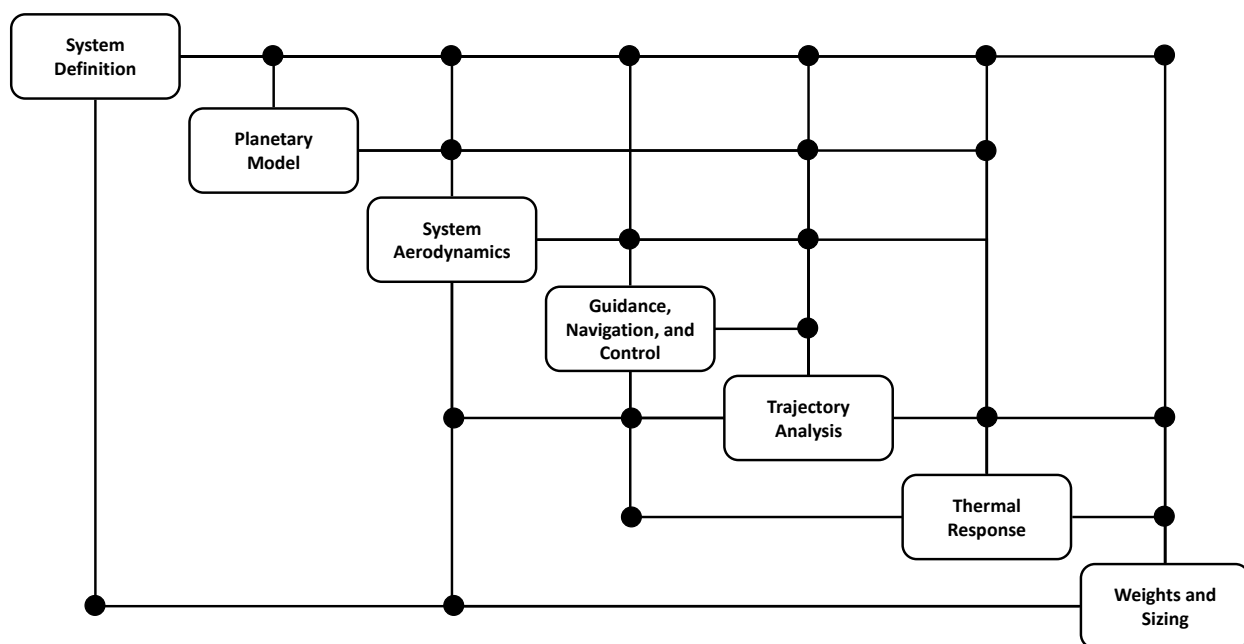 System
Definition
Planetary
Model
System
Aerodynamics
Guidance,
Navigation, and
Control
Trajectory
Analysis
Thermal
Response
Weights and
Sizing